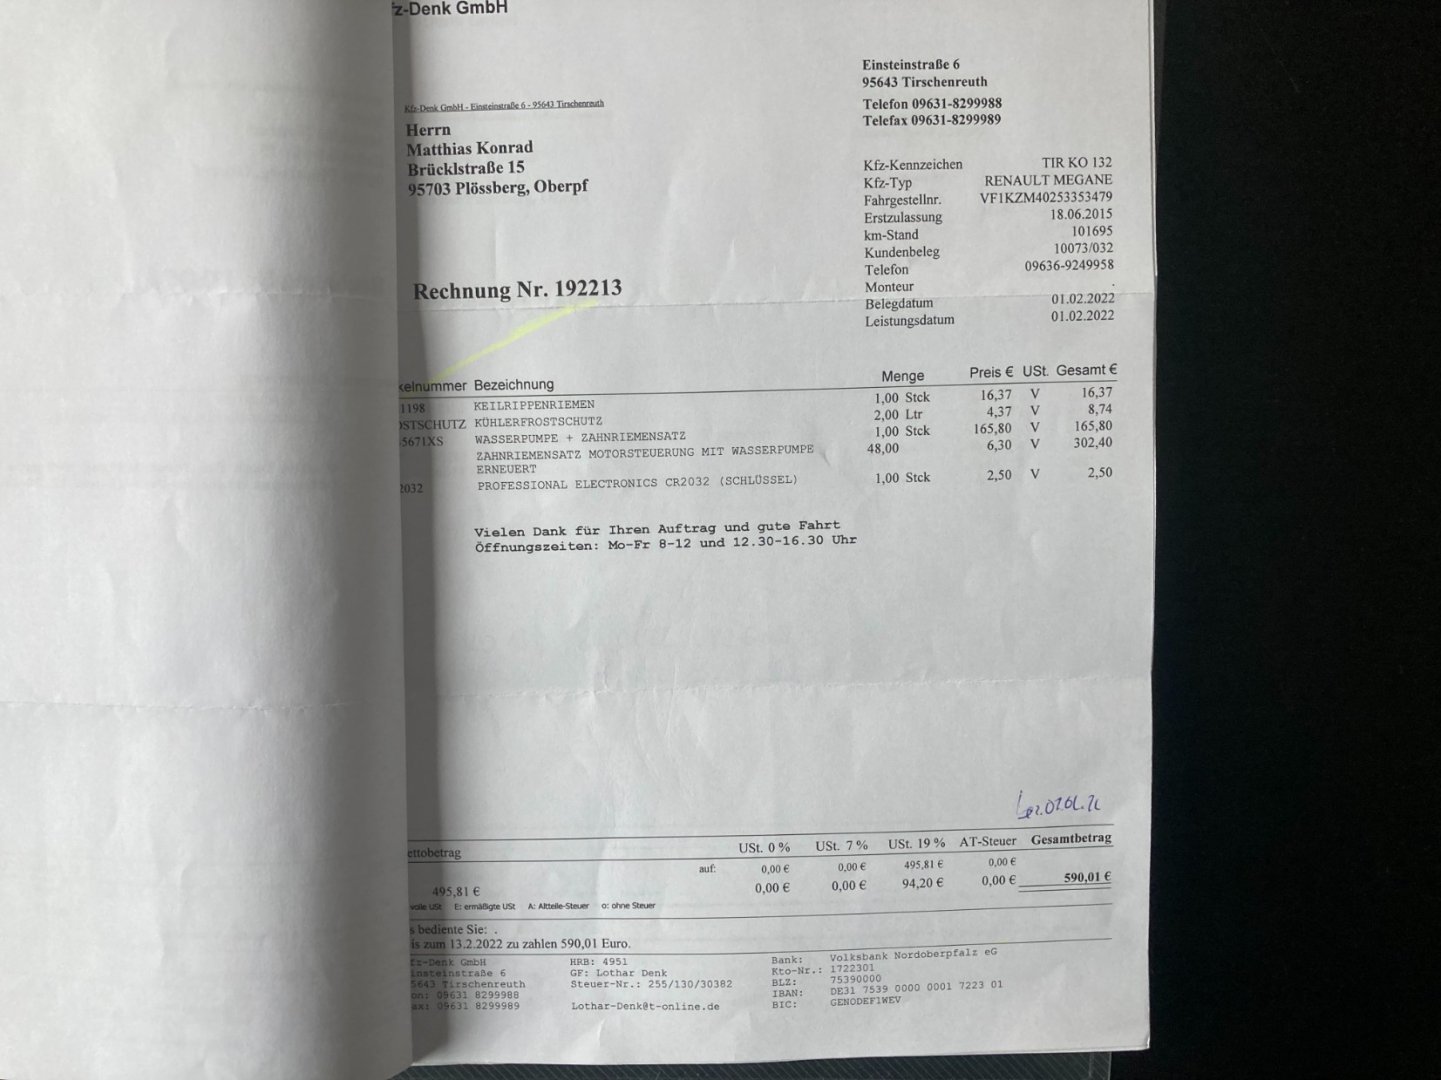 z-Denk GmbH
Einsteinstraße 6
95643 Tirschenreuth
Telefon 09631-8299988
Telefax 09631-8299989
Kfz-Denk GmbH - Einsteinstraße 6 - 95643 Tirschenreuth
Herrn
Matthias Konrad
Brücklstraße 15
95703 Plössberg, Oberpf
Kfz-Kennzeichen TIR KO 132
Kfz-Typ RENAULT MEGANE
Fahrgestellnr. VF1KZM40253353479
Erstzulassung 18.06.2015
km-Stand 101695
Kundenbeleg 10073/032
Telefon 09636-9249958
Monteur .
Belegdatum 01.02.2022
Leistungsdatum 01.02.2022
Rechnung Nr. 192213
kelnummer Bezeichnung Menge Preis € USt. Gesamt €
1198 KEILRIPPENRIEMEN 1,00 Stck 16,37 V 16,37
OSTSCHUTZ KÜHLERFROSTSCHUTZ 2,00 Ltr 4,37 V 8,74
5671XS WASSERPUMPE + ZAHNRIEMENSATZ 1,00 Stck 165,80 V 165,80
ZAHNRIEMENSATZ MOTORSTEUERUNG MIT WASSERPUMPE 48,00 6,30 V 302,40
ERNEUERT
2032 PROFESSIONAL ELECTRONICS CR2032 (SCHLÜSSEL) 1,00 Stck 2,50 V 2,50
Vielen Dank für Ihren Auftrag und gute Fahrt
Öffnungszeiten: Mo-Fr 8-12 und 12.30-16.30 Uhr
ettobetrag USt. 0 % USt. 7 % USt. 19 % AT-Steuer Gesamtbetrag
auf: 0,00 € 0,00 € 495,81 € 0,00 €
495,81 € 0,00 € 0,00 € 94,20 € 0,00 € 590,01 €
volle USt E: ermäßigte USt A: Altteile-Steuer o: ohne Steuer
s bediente Sie: .
is zum 13.2.2022 zu zahlen 590,01 Euro.
fz-Denk GmbH HRB: 4951 Bank: Volksbank Nordoberpfalz eG
insteinstraße 6 GF: Lothar Denk Kto-Nr.: 1722301
5643 Tirschenreuth Steuer-Nr.: 255/130/30382 BLZ: 75390000
on: 09631 8299988 IBAN: DE31 7539 0000 0001 7223 01
ax: 09631 8299989 Lothar-Denk@t-online.de BIC: GENODEF1WEV